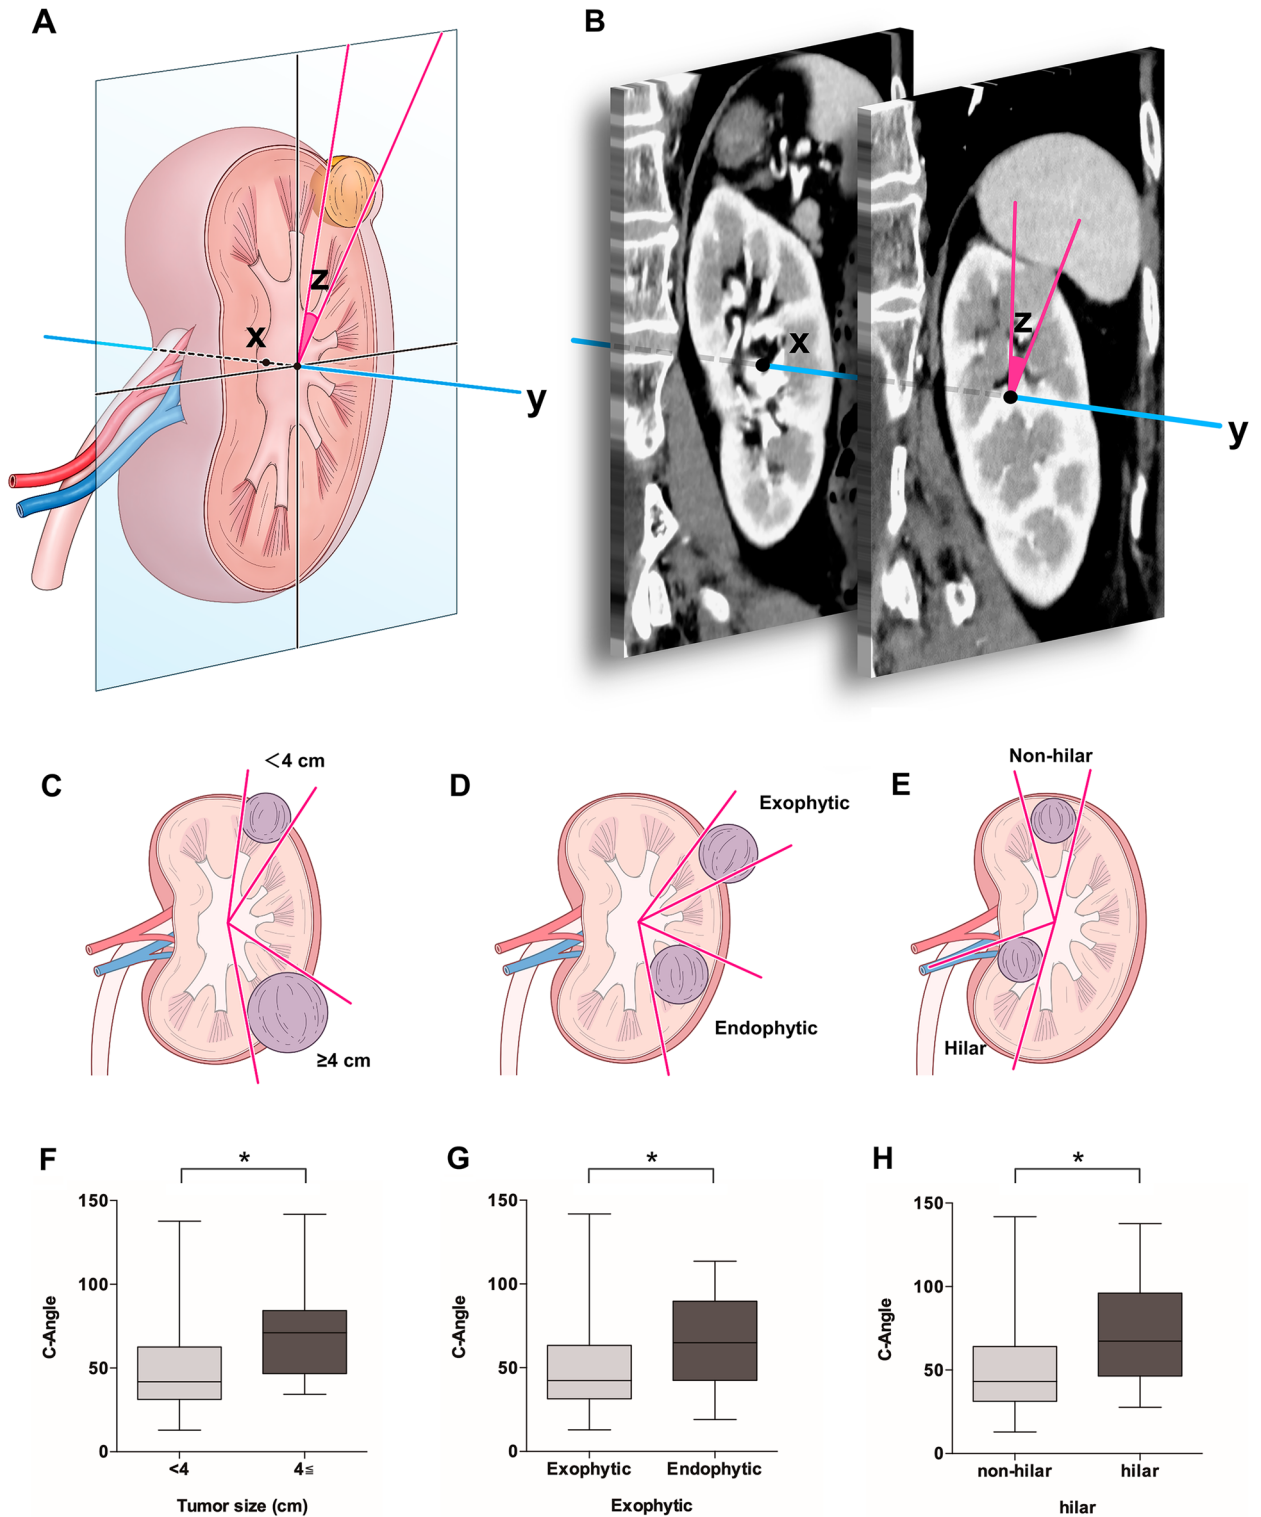 A
B
z
x
y
x
z
y
C
<4 cm
≥4 cm
D
Exophytic
Endophytic
E
Non-hilar
Hilar
F
*
150
100
50
0
C-Angle
<4
4≦
Tumor size (cm)
G
*
150
100
50
0
C-Angle
Exophytic
Endophytic
Exophytic
H
*
150
100
50
0
C-Angle
non-hilar
hilar
hilar